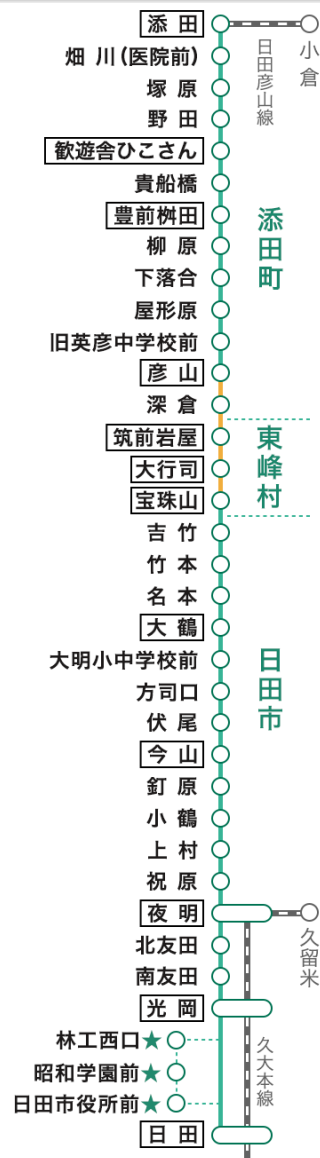 添田
小倉
日田彦山線
畑川(医院前)
塚原
野田
歓遊舎ひこさん
貴船橋
豊前桝田
添田町
柳原
下落合
屋形原
旧英彦中学校前
彦山
深倉
筑前岩屋
東峰村
大行司
宝珠山
吉竹
竹本
名本
大鶴
大明小中学校前
日田市
方司口
伏尾
今山
釘原
小鶴
上村
祝原
夜明
久留米
北友田
南友田
光岡
林工西口★
久大本線
昭和学園前★
日田市役所前★
日田